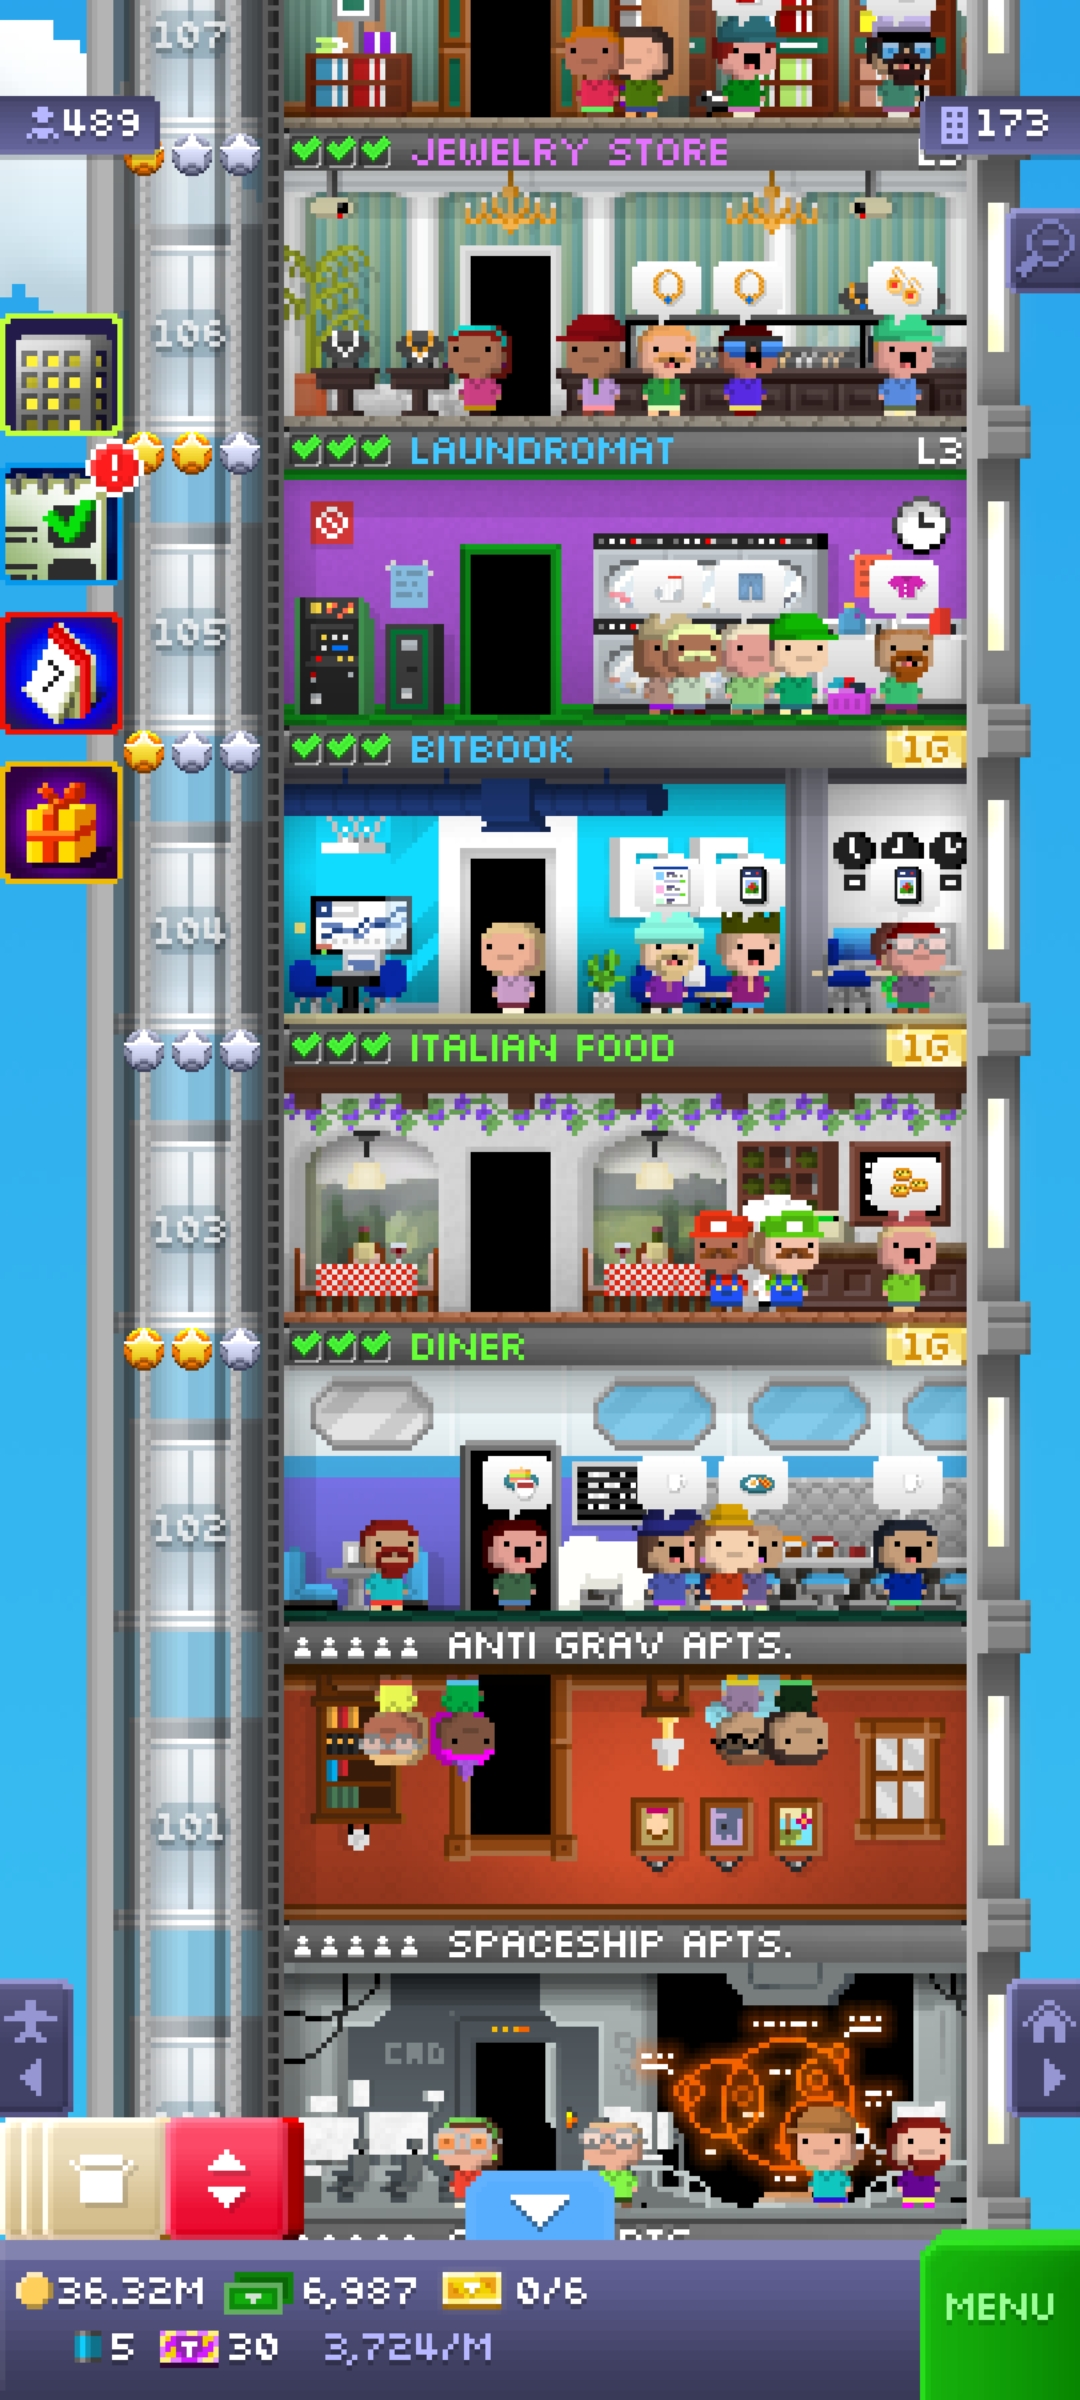 107
489
173
JEWELRY STORE
106
LAUNDROMAT L3
105
BITBOOK 1G
104
ITALIAN FOOD 1G
103
DINER 1G
102
ANTI GRAV APTS.
101
SPACESHIP APTS.
CRD
36.32M 6,987 0/6
5 T 30 3,724/M
MENU